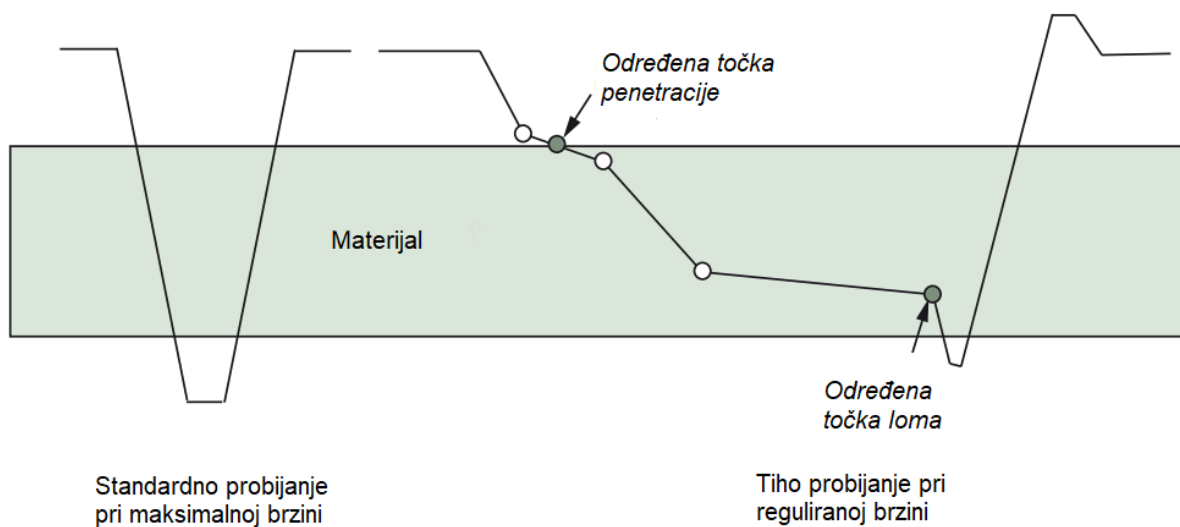 Određena točka
penetracije
Materijal
Određena
točka loma
Standardno probijanje
pri maksimalnoj brzini
Tiho probijanje pri
reguliranoj brzini